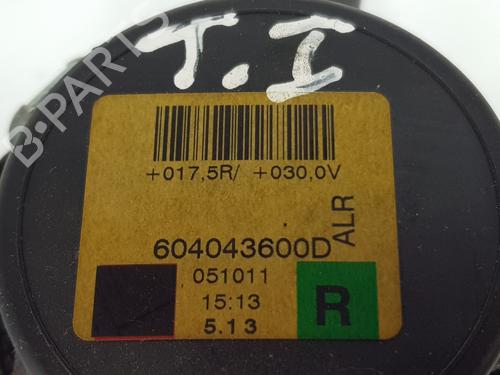 T.I
B-PARTS
+017,5R/ +030,0V
604043600D
ALR
051011
15:13
5.13
R